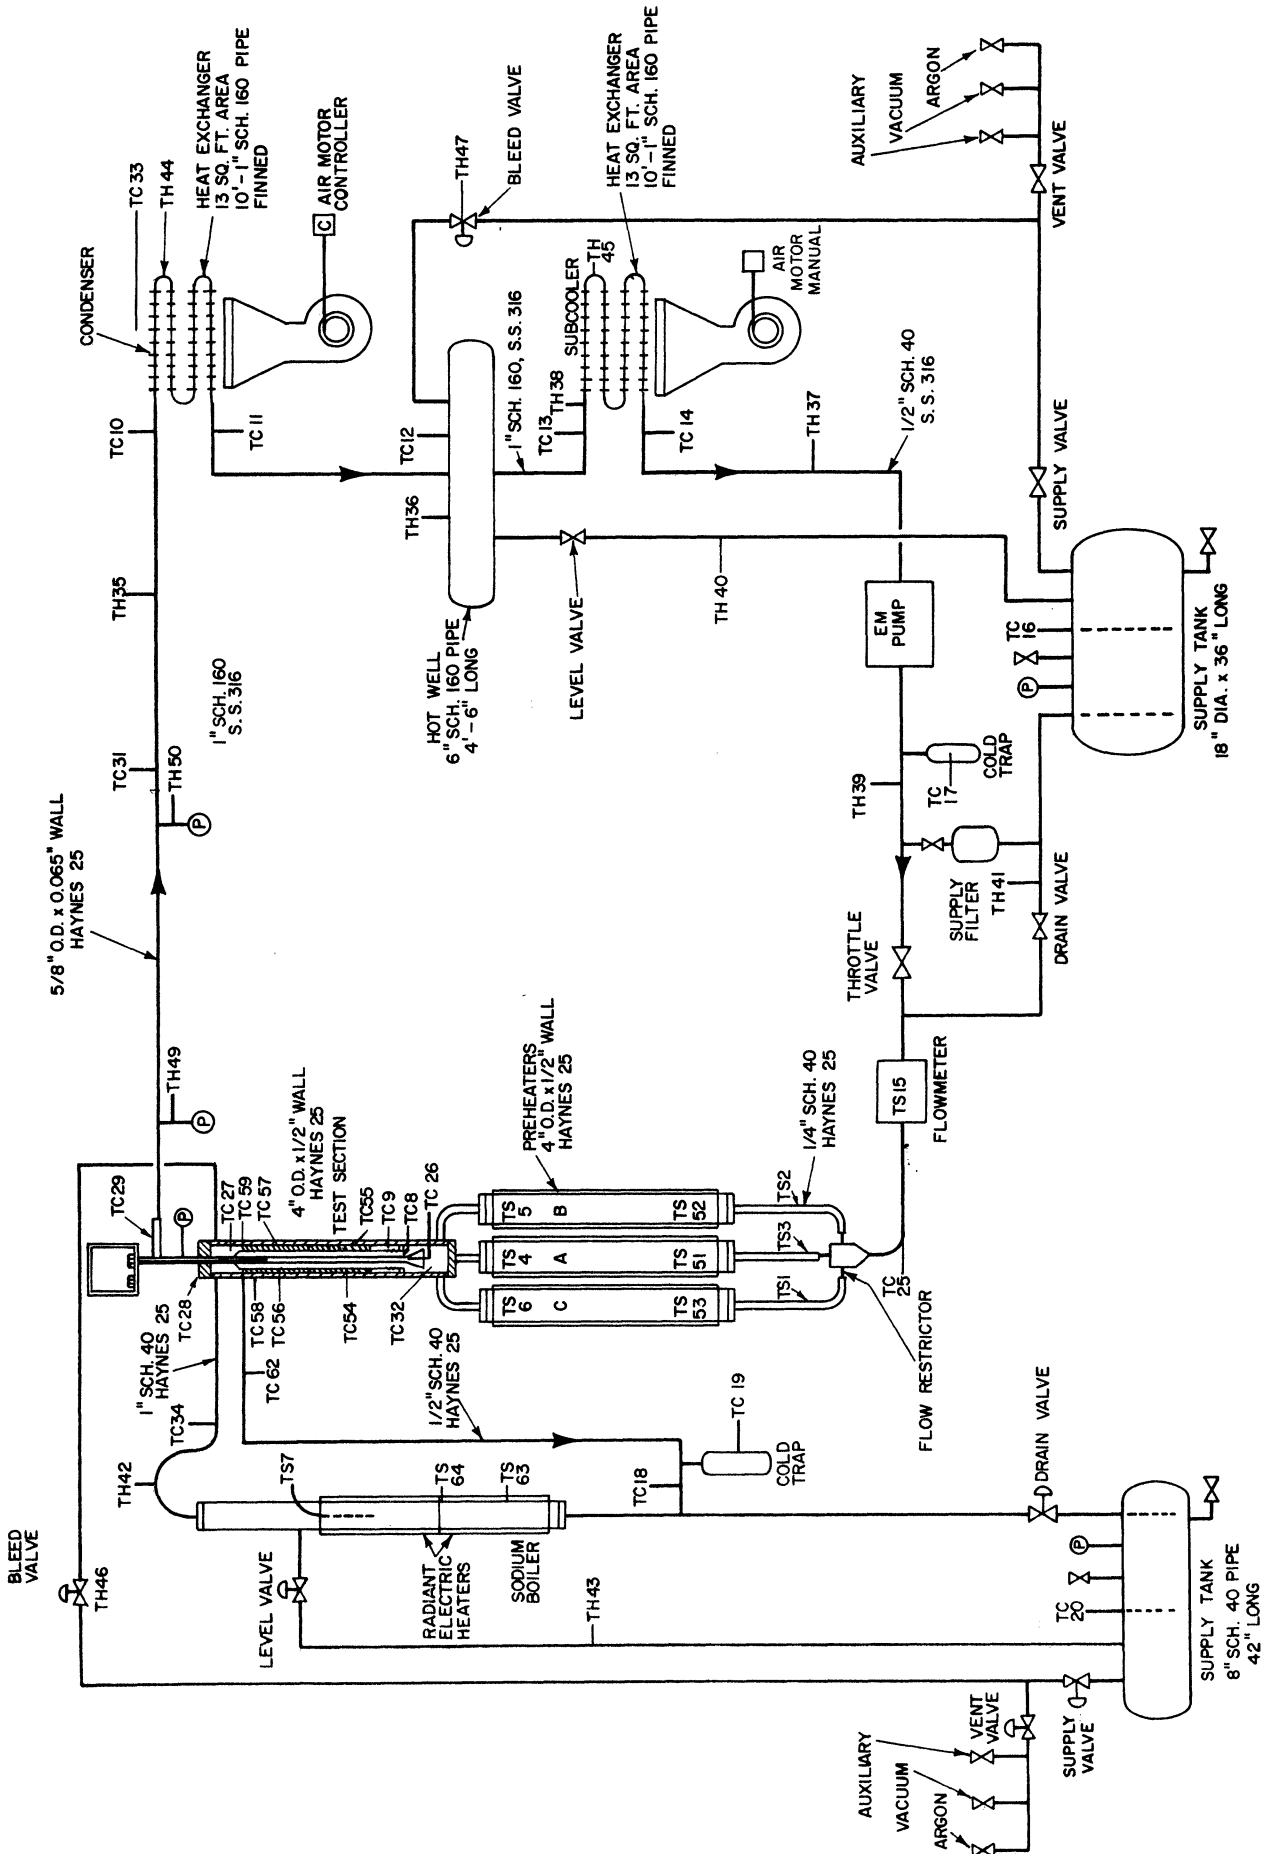 TC33
TH44
HEAT EXCHANGER
13 SQ. FT. AREA
10'-1" SCH. 160 PIPE
FINNED
C
AIR MOTOR
CONTROLLER
CONDENSER
TC10
TC11
TH35
1" SCH. 160
S.S. 316
TC31
TH50
P
5/8" O.D. x 0.065" WALL
HAYNES 25
TH49
P
TH47
BLEED VALVE
HEAT EXCHANGER
13 SQ. FT. AREA
10'-1" SCH. 160 PIPE
FINNED
SUBCOOLER
TH
45
AIR
MOTOR
MANUAL
TC12
TH36
1" SCH. 160, S.S. 316
TC13
TH38
TC14
TH37
1/2" SCH. 40
S.S. 316
HOT WELL
6" SCH. 160 PIPE
4'-6" LONG
LEVEL VALVE
TH40
AUXILIARY
VACUUM
ARGON
VENT VALVE
SUPPLY VALVE
EM
PUMP
TC
16
P
SUPPLY TANK
18" DIA. x 36" LONG
TH39
TC
17
COLD
TRAP
SUPPLY
FILTER
TH41
DRAIN VALVE
THROTTLE
VALVE
TS15
FLOWMETER
TC
25
FLOW RESTRICTOR
1/4" SCH. 40
HAYNES 25
TS2
TS3
TS1
PREHEATERS
4" O.D. x 1/2" WALL
HAYNES 25
TS
5
B
TS
52
TS
4
A
TS
51
TS
6
C
TS
53
TC29
P
TC27
TC59
TC57
4" O.D. x 1/2" WALL
HAYNES 25
TEST SECTION
TC55
TC9
TC8
TC26
TC28
TC58
TC56
TC54
TC32
1" SCH. 40
HAYNES 25
TC34
TC62
1/2" SCH. 40
HAYNES 25
TC19
COLD
TRAP
TC18
TH42
TS7
TS
64
TS
63
RADIANT
ELECTRIC
HEATERS
SODIUM
BOILER
BLEED
VALVE
TH46
LEVEL VALVE
TH43
DRAIN VALVE
P
TC
20
SUPPLY TANK
8" SCH. 40 PIPE
42" LONG
VENT
VALVE
SUPPLY
VALVE
AUXILIARY
VACUUM
ARGON